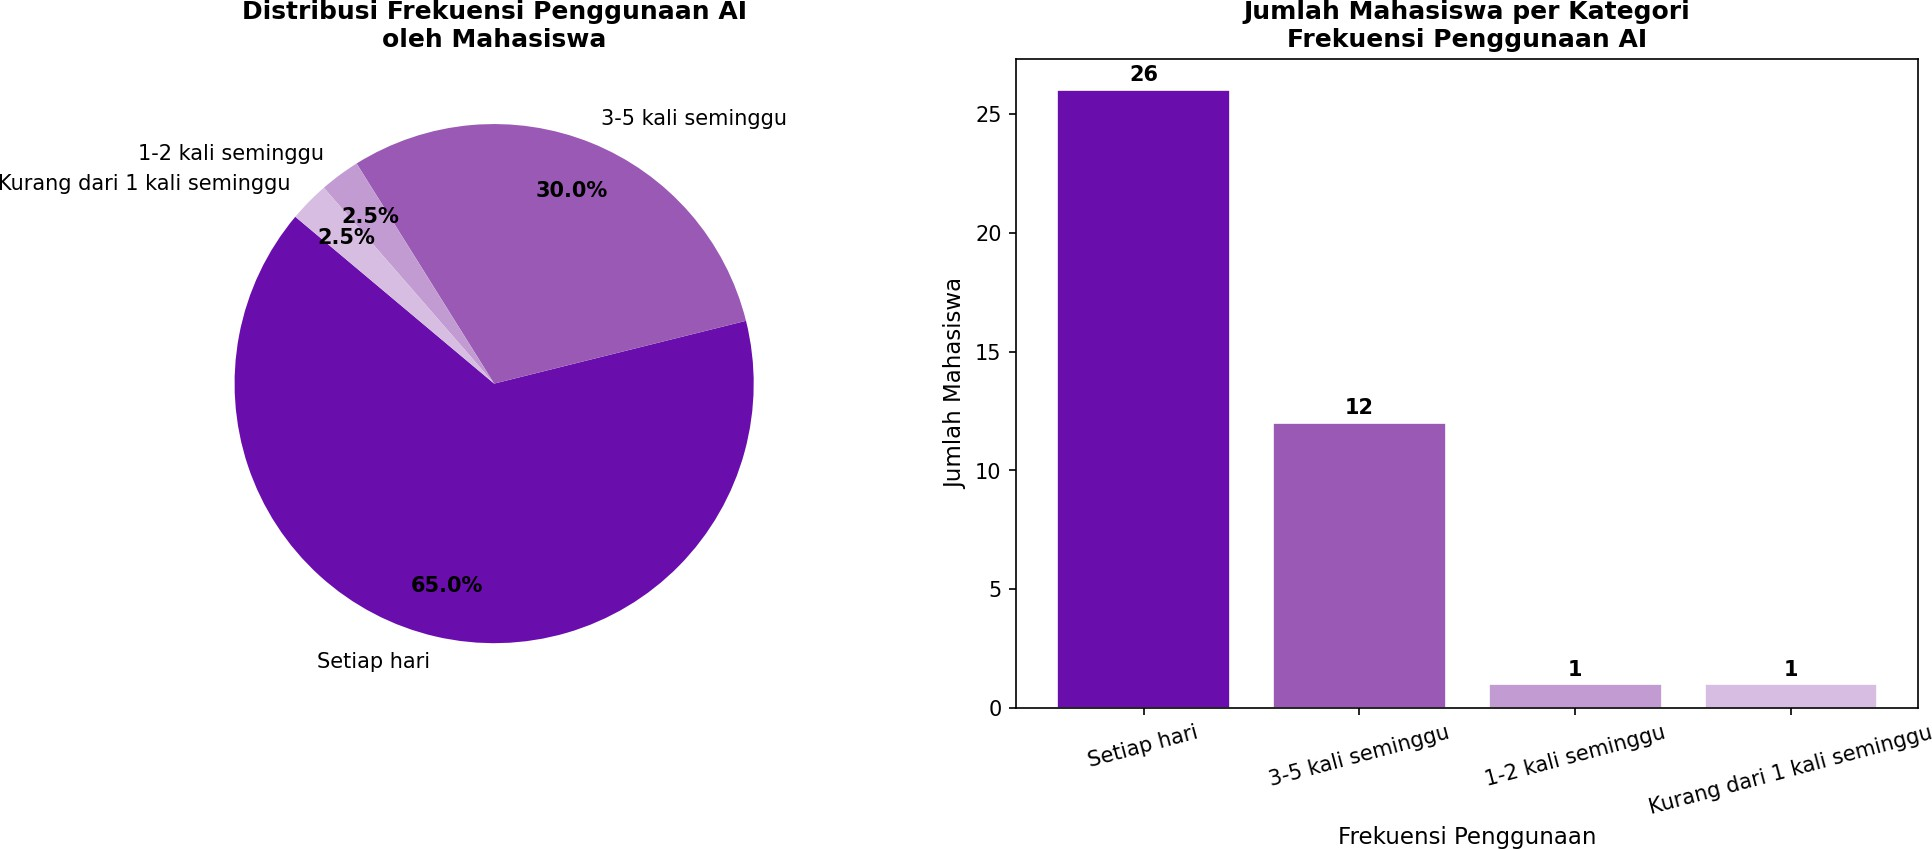 Distribusi Frekuensi Penggunaan AI
oleh Mahasiswa
3-5 kali seminggu
1-2 kali seminggu
Kurang dari 1 kali seminggu
30.0%
2.5%
2.5%
65.0%
Setiap hari
Jumlah Mahasiswa per Kategori
Frekuensi Penggunaan AI
26
25
20
15
12
10
5
1
1
0
Jumlah Mahasiswa
Setiap hari
3-5 kali seminggu
1-2 kali seminggu
Kurang dari 1 kali seminggu
Frekuensi Penggunaan